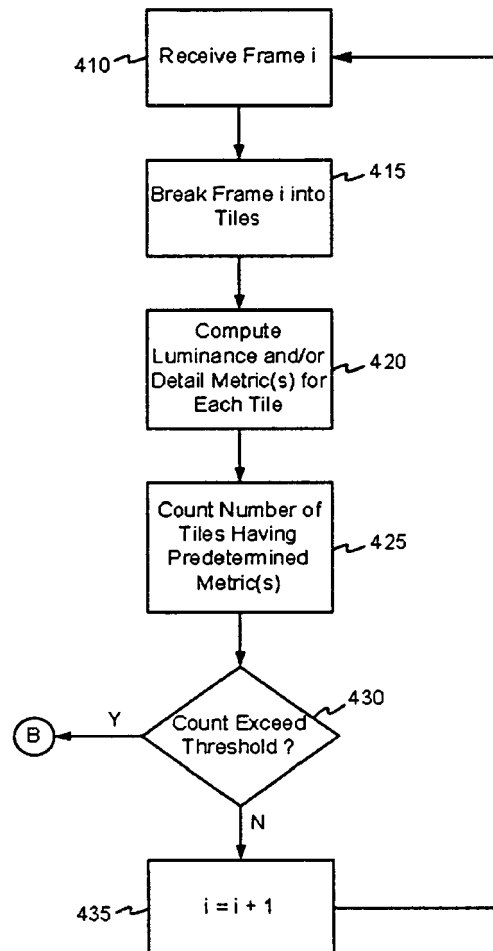 410
Receive Frame i
415
Break Frame i into
Tiles
Compute
Luminance and/or
Detail Metric(s) for
Each Tile
420
Count Number of
Tiles Having
Predetermined
Metric(s)
425
430
B
Y
Count Exceed
Threshold ?
N
435
i = i + 1